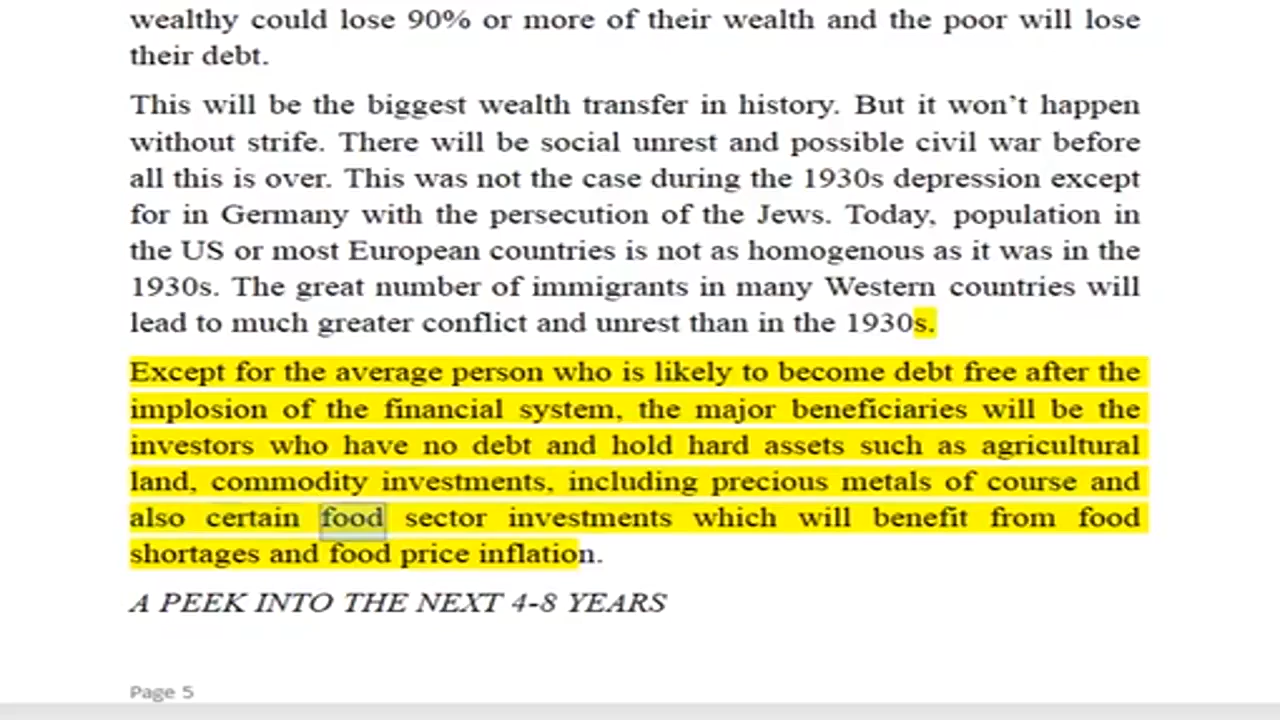 wealthy could lose 90% or more of their wealth and the poor will lose
their debt.
This will be the biggest wealth transfer in history. But it won’t happen
without strife. There will be social unrest and possible civil war before
all this is over. This was not the case during the 1930s depression except
for in Germany with the persecution of the Jews. Today, population in
the US or most European countries is not as homogenous as it was in the
1930s. The great number of immigrants in many Western countries will
lead to much greater conflict and unrest than in the 1930s.
Except for the average person who is likely to become debt free after the
implosion of the financial system, the major beneficiaries will be the
investors who have no debt and hold hard assets such as agricultural
land, commodity investments, including precious metals of course and
also certain food sector investments which will benefit from food
shortages and food price inflation.
A PEEK INTO THE NEXT 4-8 YEARS
Page 5